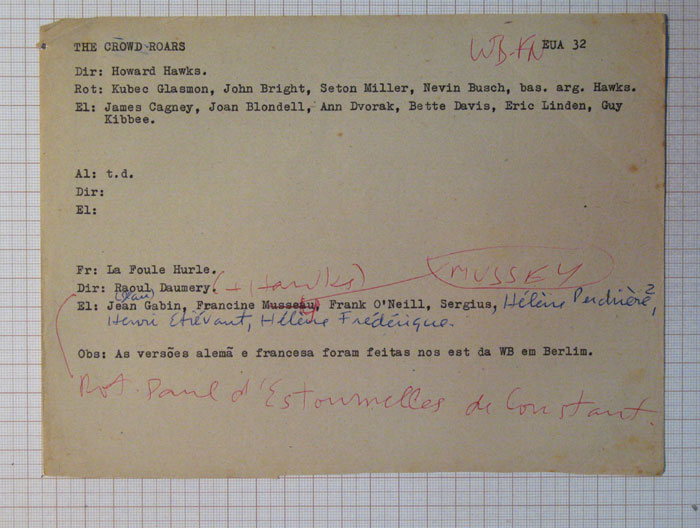 THE CROWD ROARS WB-FN EUA 32
Dir: Howard Hawks.
Rot: Kubec Glasmon, John Bright, Seton Miller, Nevin Busch, bas. arg. Hawks.
El: James Cagney, Joan Blondell, Ann Dvorak, Bette Davis, Eric Linden, Guy
Kibbee.
Al: t.d.
Dir:
El:
Fr: La Foule Hurle.
Dir: Raoul Daumery. (+Hawks) MUSSEY
(Jean)
El: Jean Gabin, Francine Musseau, Frank O'Neill, Sergius, Hélène Perdrière 2,
Henri Etiévant, Hélène Frédérique.
Obs: As versões alemã e francesa foram feitas nos est da WB em Berlim.
Rot. Paul d'Estournelles de Constant.